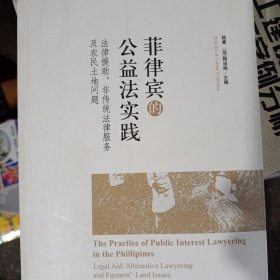 菲律宾的
公益法实践
法律援助、非传统法律服务
及农民土地问题
The Practice of Public Interest Lawyering
in the Phillipines
Legal Aid, Alternative Lawyering
and Farmers' Land Issues